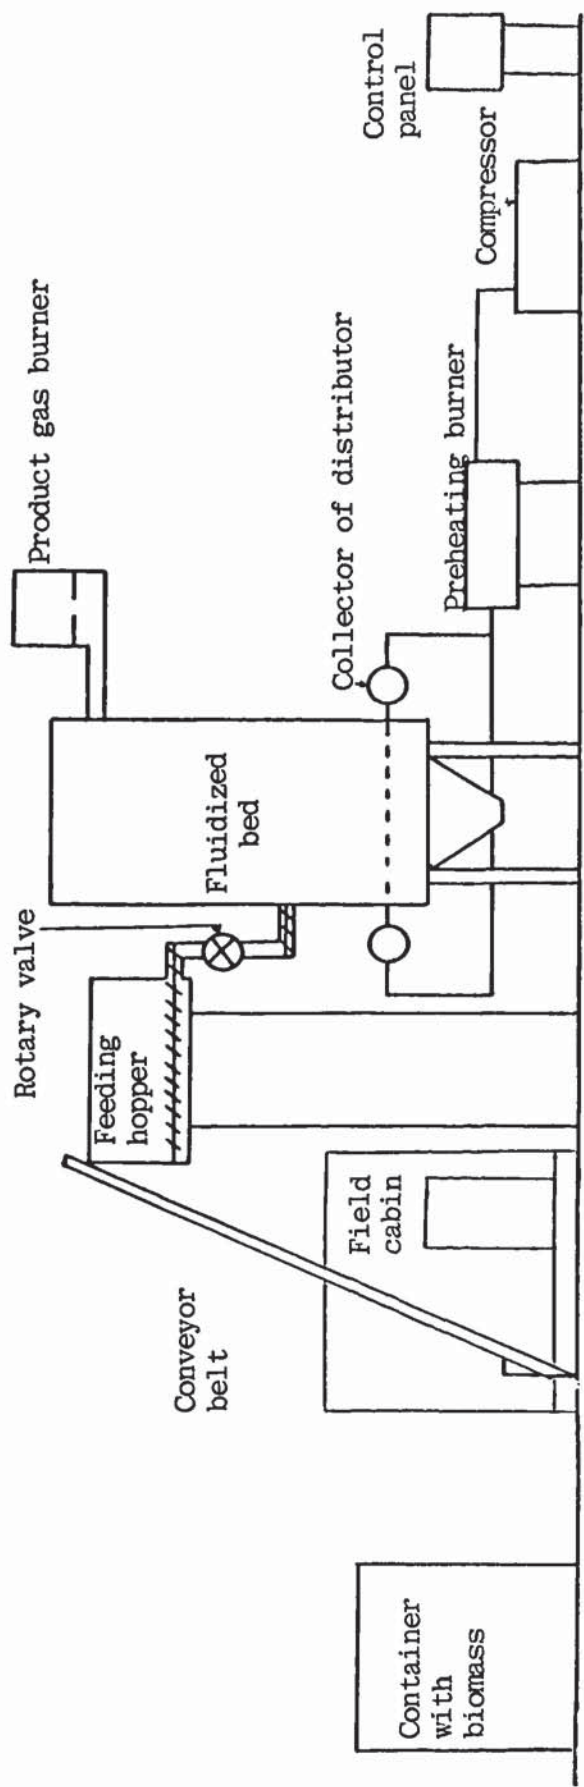 Container
with
biomass
Conveyor
belt
Field
cabin
Feeding
hopper
Rotary valve
Fluidized
bed
Product gas burner
Collector of distributor
Preheating burner
Compressor
Control
panel